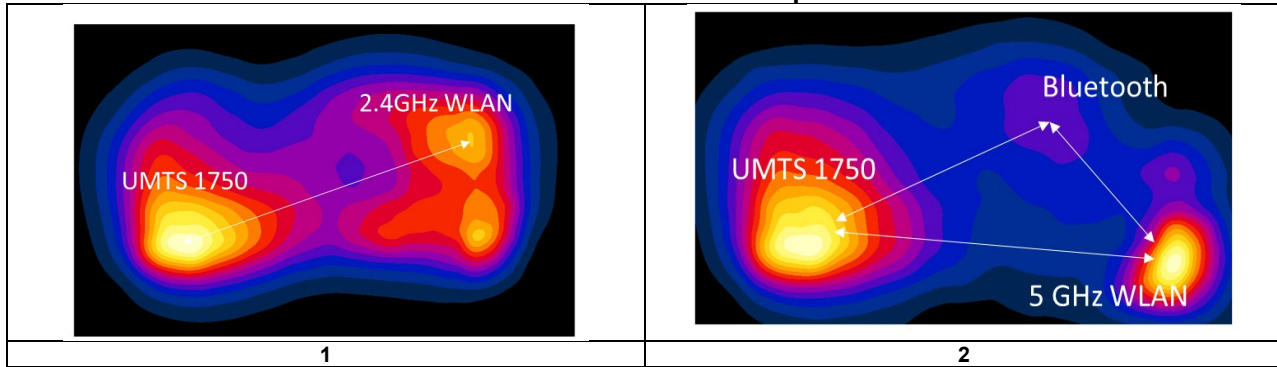 2.4GHz WLAN
UMTS 1750
1
Bluetooth
UMTS 1750
5 GHz WLAN
2